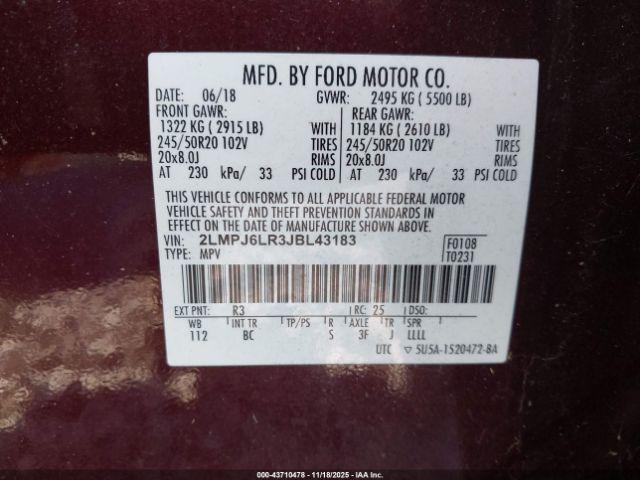 MFD. BY FORD MOTOR CO.
DATE: 06/18 GVWR: 2495 KG ( 5500 LB)
FRONT GAWR: REAR GAWR:
1322 KG ( 2915 LB) WITH 1184 KG ( 2610 LB) WITH
245/50R20 102V TIRES 245/50R20 102V TIRES
20x8.0J RIMS 20x8.0J RIMS
AT 230 kPa/ 33 PSI COLD AT 230 kPa/ 33 PSI COLD
THIS VEHICLE CONFORMS TO ALL APPLICABLE FEDERAL MOTOR
VEHICLE SAFETY AND THEFT PREVENTION STANDARDS IN
EFFECT ON THE DATE OF MANUFACTURE SHOWN ABOVE.
VIN: 2LMPJ6LR3JBL43183 F0108
TYPE: MPV T0231
EXT PNT: R3 RC: 25 DSO:
WB INT TR TP/PS R AXLE TR SPR
112 BC S 3F J LLLL
UTC ▽ 5U5A-1520472-BA
000-43710478 - 11/18/2025 - IAAI, Inc.